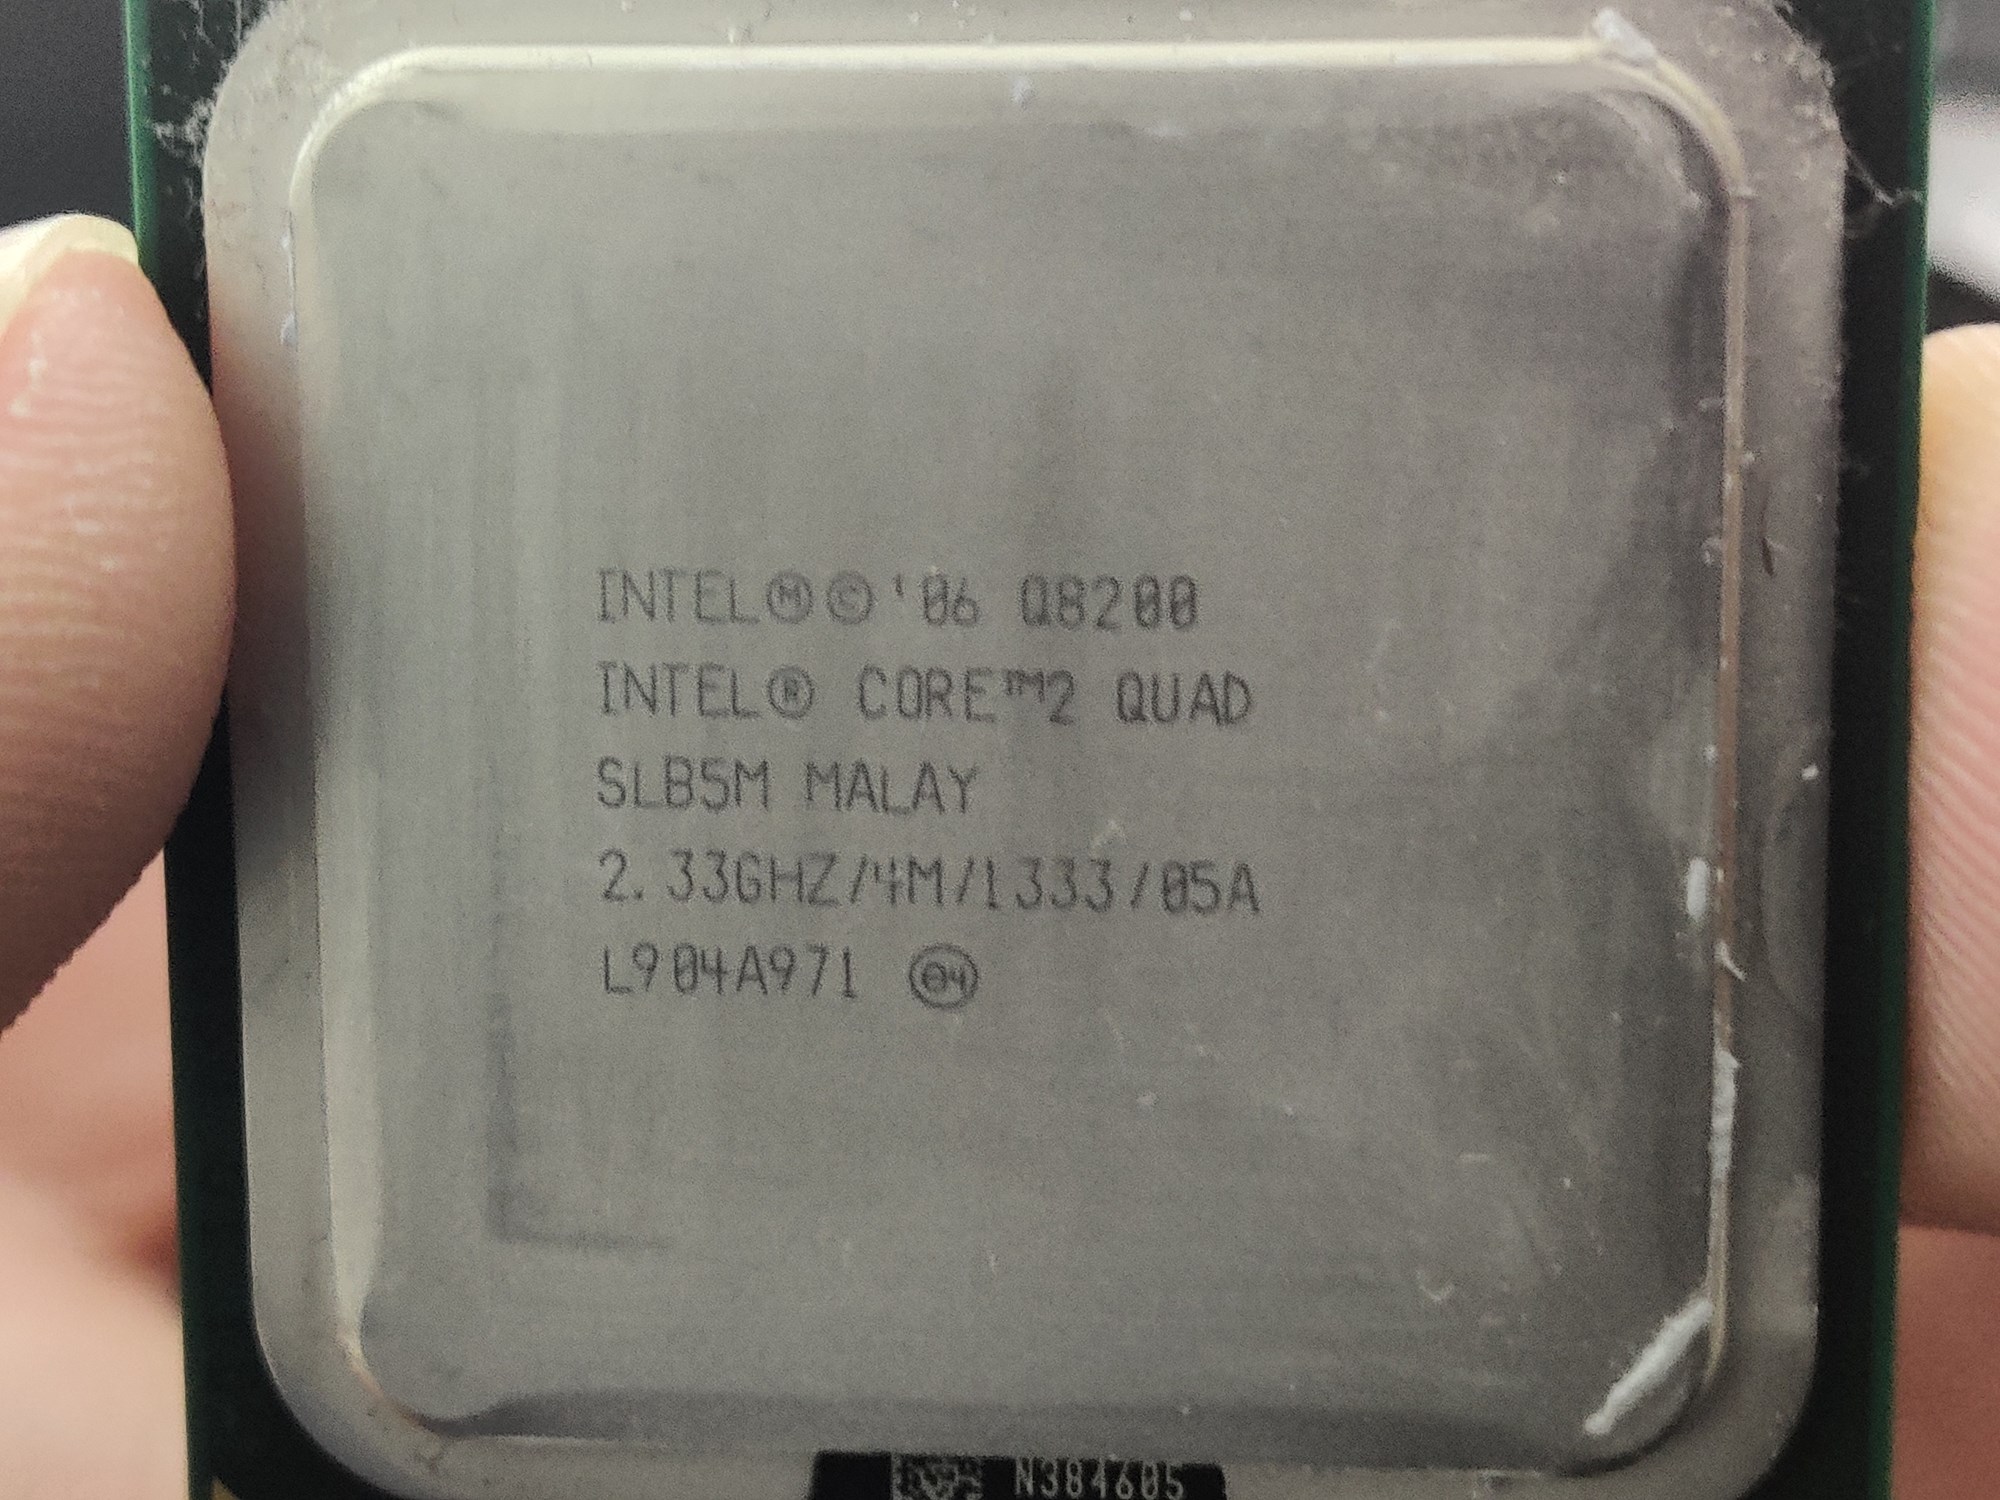 INTEL Ⓜ © '06 Q8200
INTEL® CORE™2 QUAD
SLB5M MALAY
2.33GHZ/4M/1333/05A
L904A971 (e4)
N384605